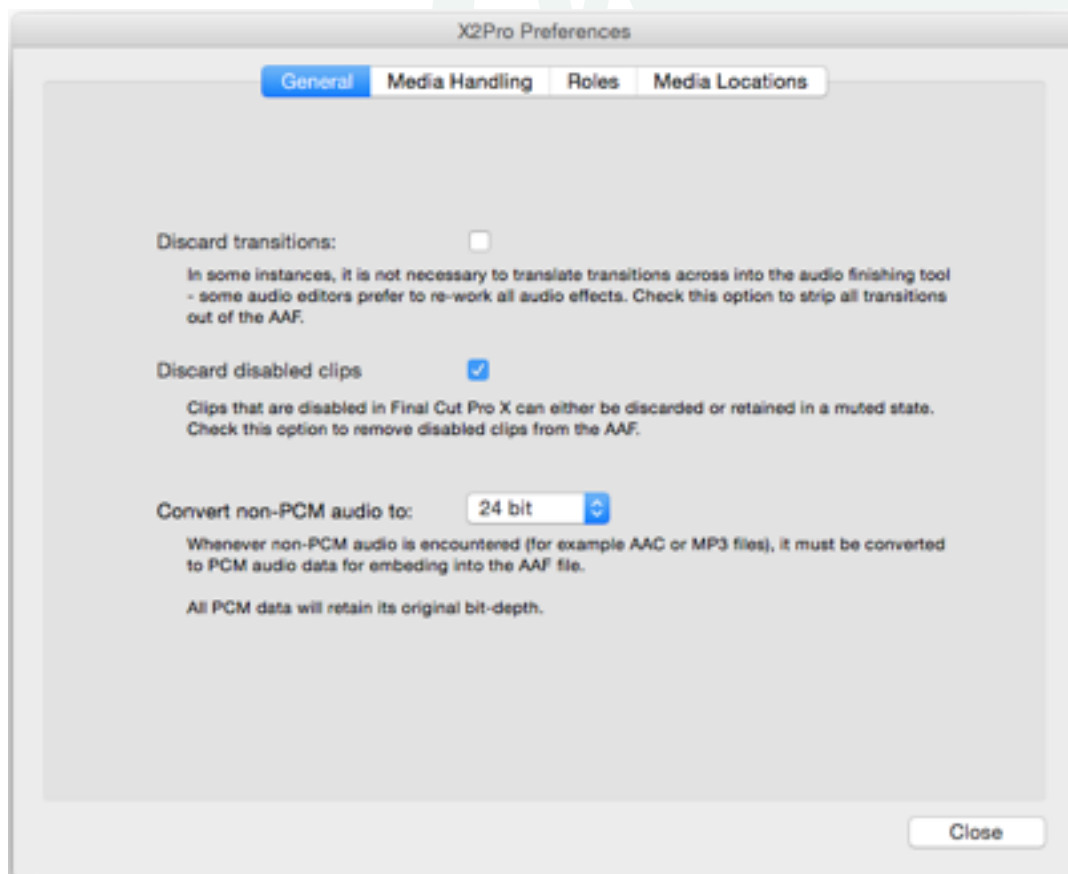 X2Pro Preferences
General Media Handling Roles Media Locations
Discard transitions:
In some instances, it is not necessary to translate transitions across into the audio finishing tool
- some audio editors prefer to re-work all audio effects. Check this option to strip all transitions
out of the AAF.
Discard disabled clips
Clips that are disabled in Final Cut Pro X can either be discarded or retained in a muted state.
Check this option to remove disabled clips from the AAF.
Convert non-PCM audio to: 24 bit
Whenever non-PCM audio is encountered (for example AAC or MP3 files), it must be converted
to PCM audio data for embeding into the AAF file.
All PCM data will retain its original bit-depth.
Close